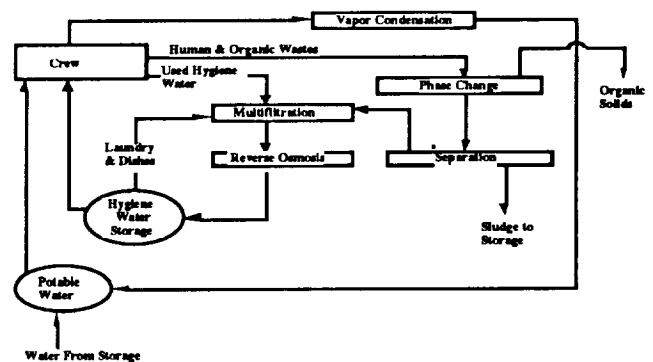 Vapor Condensation
Human & Organic Wastes
Crew
Used Hygiene
Water
Phase Change
Organic
Solids
Multifiltration
Laundry
& Dishes
Reverse Osmosis
Separation
Hygiene
Water
Storage
Sludge to
Storage
Potable
Water
Water From Storage